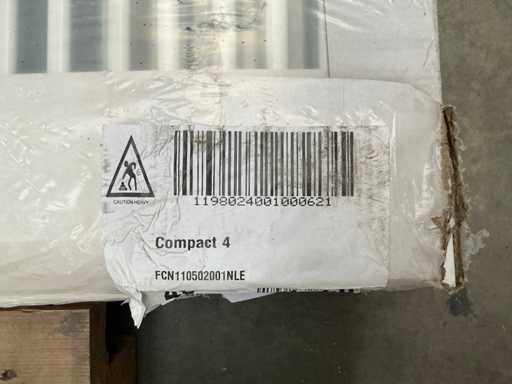 CAUTION HEAVY
1198024001000621
Compact 4
FCN110502001NLE